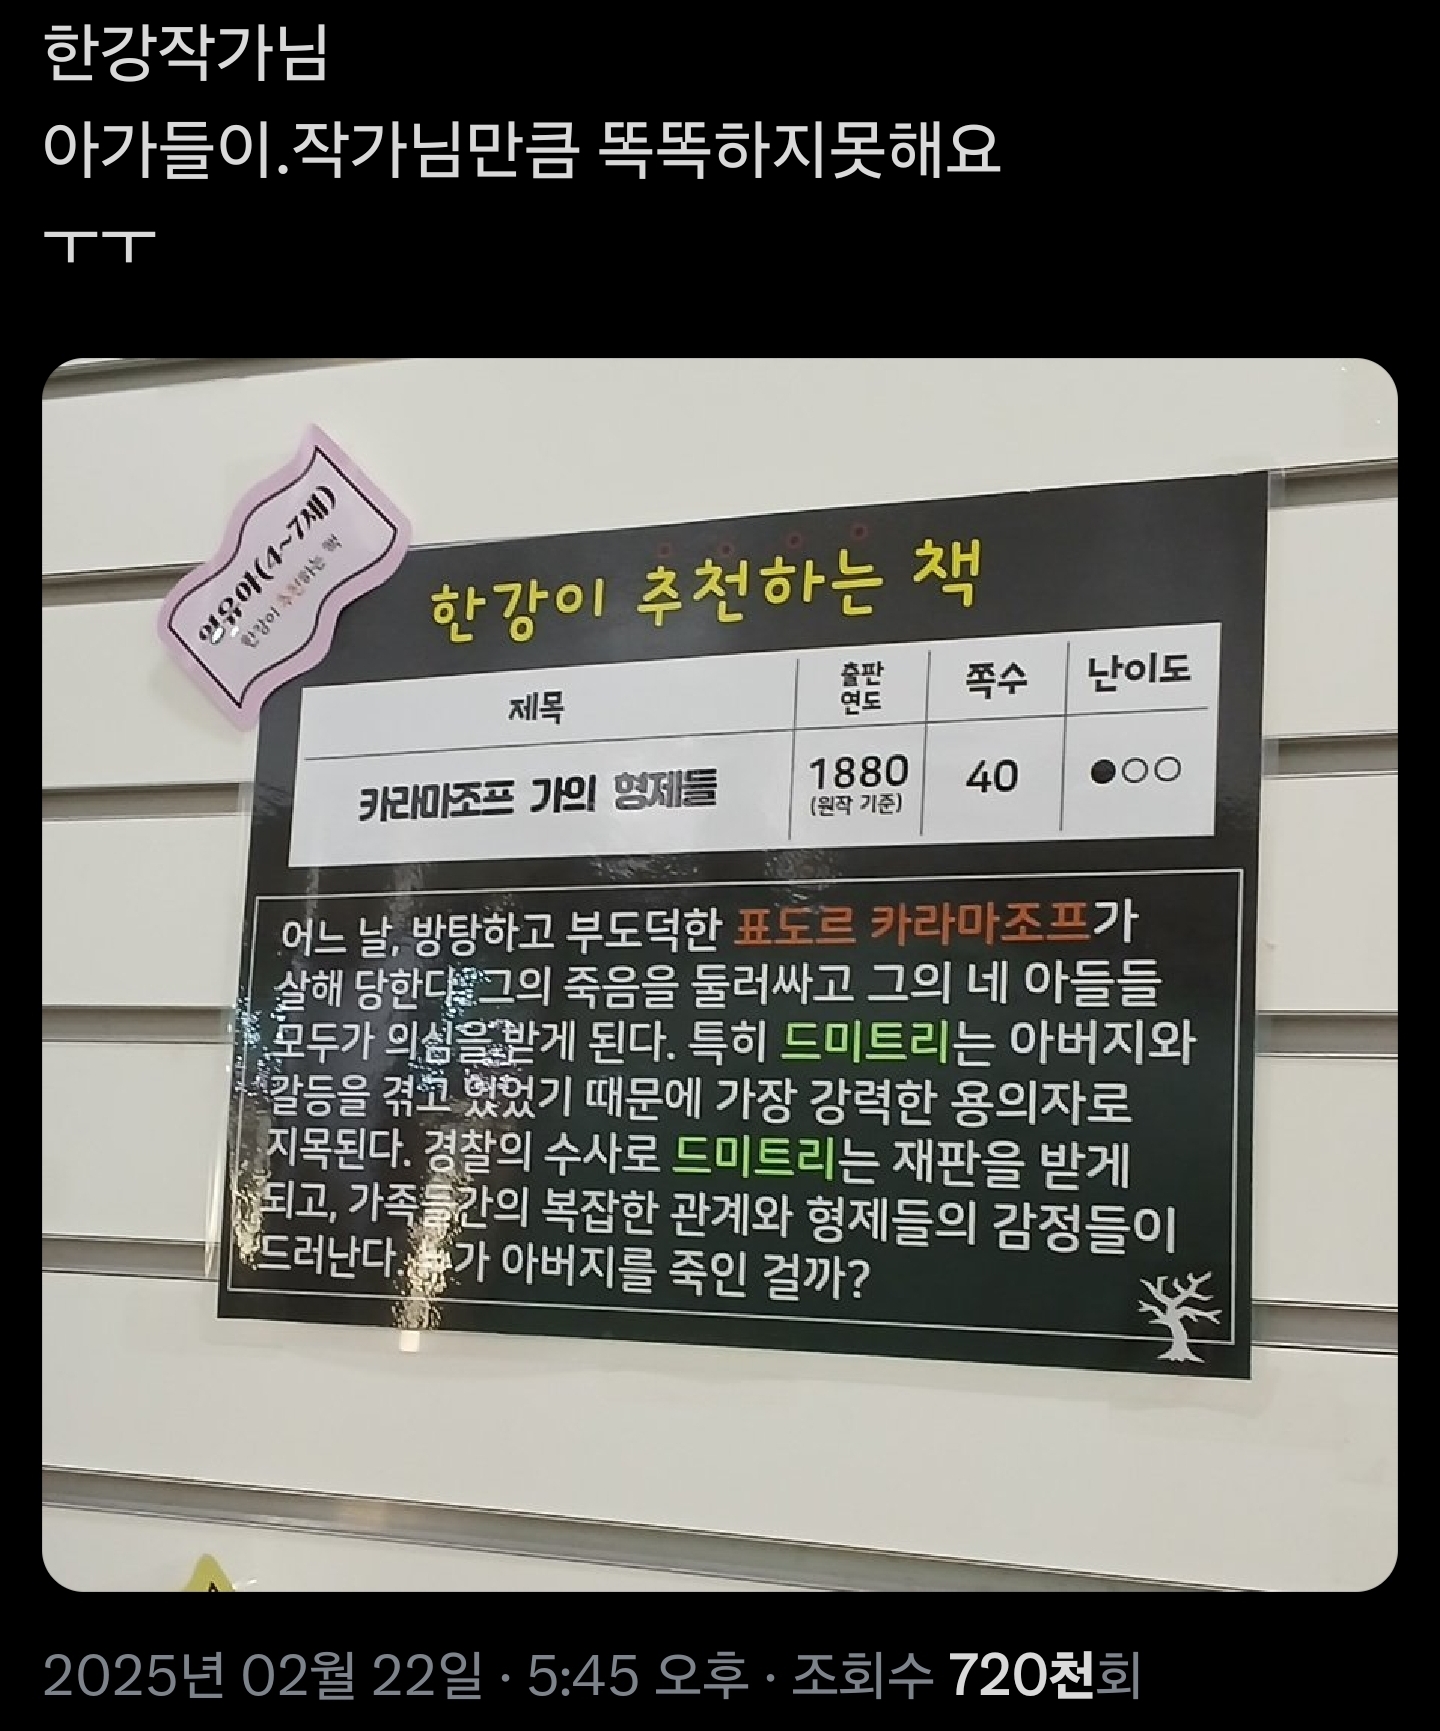 한강작가님
아가들이.작가님만큼 똑똑하지못해요
ㅜㅜ
영유아(4~7세)
한강이 추천하는 책
한강이 추천하는 책
제목
출판
연도
쪽수
난이도
카라마조프 가의 형제들
1880
(원작 기준)
40
●○○
어느 날, 방탕하고 부도덕한 표도르 카라마조프가
살해 당한다. 그의 죽음을 둘러싸고 그의 네 아들들
모두가 의심을 받게 된다. 특히 드미트리는 아버지와
갈등을 겪고 있었기 때문에 가장 강력한 용의자로
지목된다. 경찰의 수사로 드미트리는 재판을 받게
되고, 가족들간의 복잡한 관계와 형제들의 감정들이
드러난다. 누가 아버지를 죽인 걸까?
2025년 02월 22일 · 5:45 오후 · 조회수 720천회